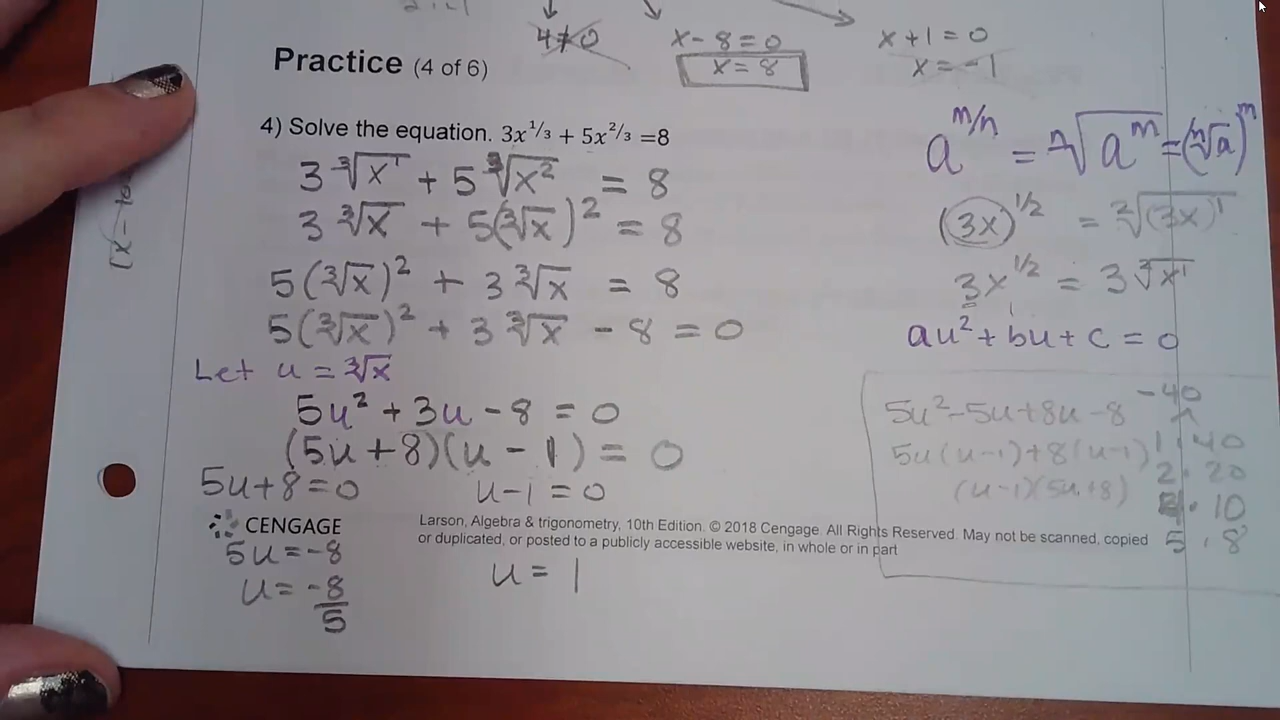 4≠0
x - 8 = 0
x + 1 = 0
x = 8
x = -1
Practice (4 of 6)
4) Solve the equation. 3x^1/3 + 5x^2/3 =8
3 ∛x¹ + 5 ∛x² = 8
3 ∛x + 5(∛x)² = 8
5(∛x)² + 3 ∛x = 8
5(∛x)² + 3 ∛x - 8 = 0
Let u = ∛x
5u² + 3u - 8 = 0
(5u + 8)(u - 1) = 0
5u+8=0
u-1 = 0
CENGAGE
Larson, Algebra & trigonometry, 10th Edition. © 2018 Cengage. All Rights Reserved. May not be scanned, copied
or duplicated, or posted to a publicly accessible website, in whole or in part
5u = -8
u = 1
u = -8/5
a^m/n = ⁿ√a^m = (ⁿ√a)^m
(3x)^1/2 = ²√(3x)¹
3x^1/2 = 3 ²√x¹
au² + bu + c = 0
-40
5u² - 5u + 8u - 8
5u(u-1) + 8(u-1)
1 · 40
2 · 20
(u-1)(5u+8)
4 · 10
5 · 8